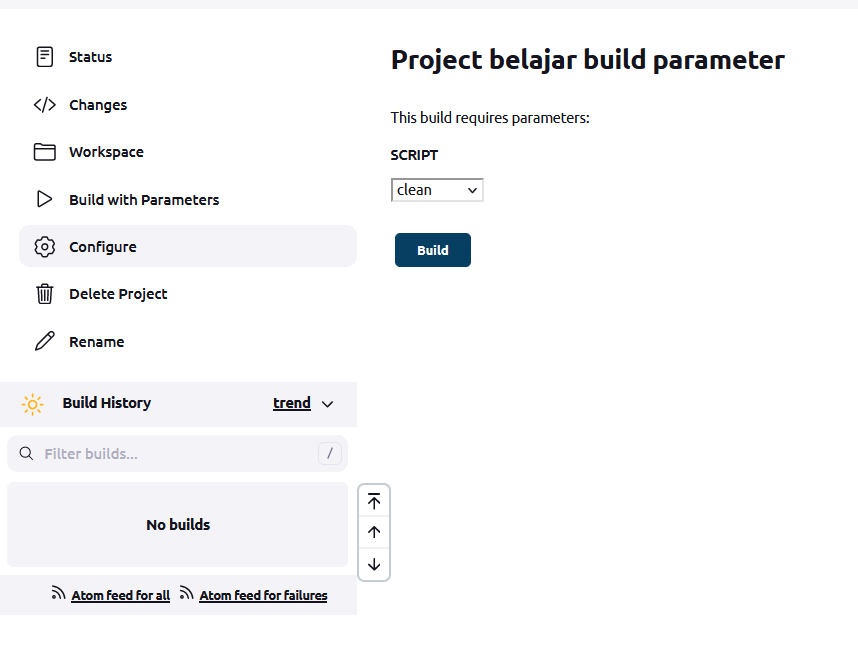 Status
Changes
Workspace
Build with Parameters
Configure
Delete Project
Rename
Build History
trend
Filter builds...
/
No builds
Atom feed for all
Atom feed for failures
Project belajar build parameter
This build requires parameters:
SCRIPT
clean
Build